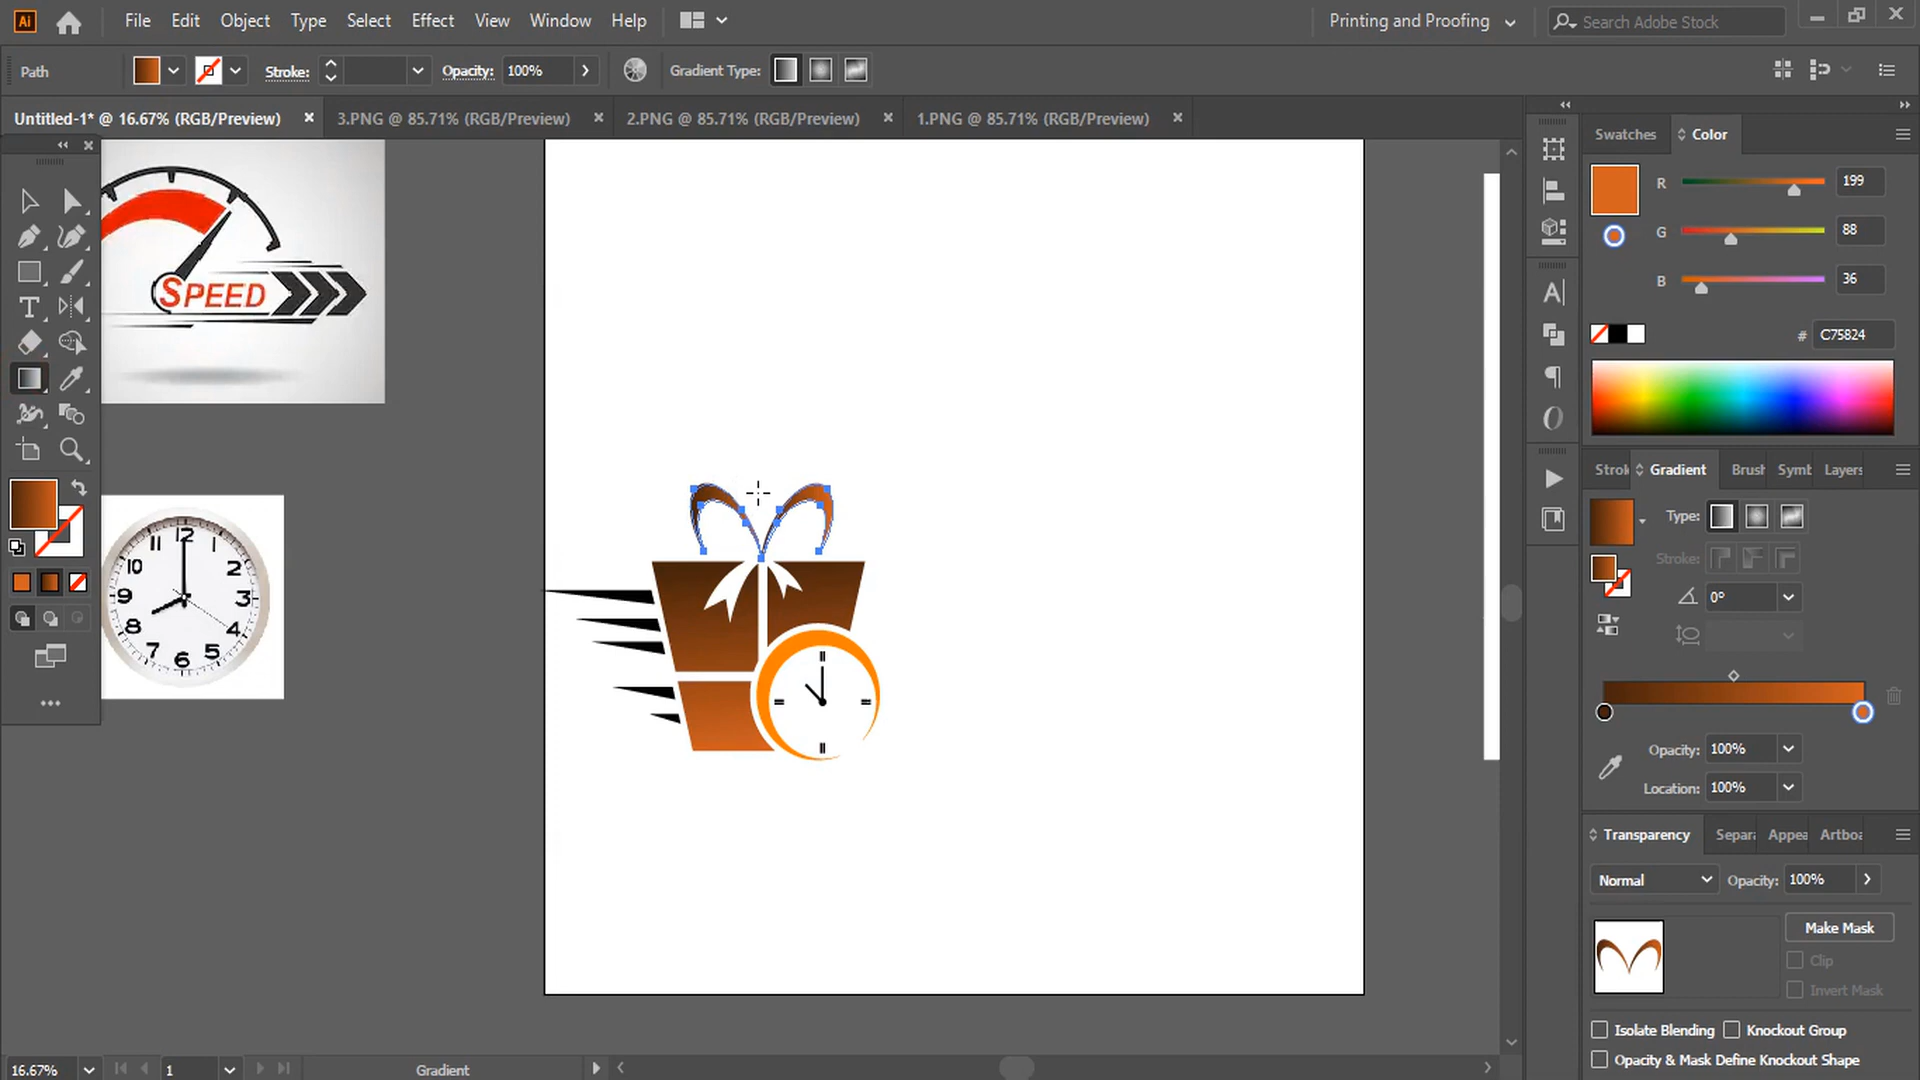 Ai File Edit Object Type Select Effect View Window Help Printing and Proofing Search Adobe Stock
Path Stroke: Opacity: 100% Gradient Type:
Untitled-1* @ 16.67% (RGB/Preview) × 3.PNG @ 85.71% (RGB/Preview) × 2.PNG @ 85.71% (RGB/Preview) × 1.PNG @ 85.71% (RGB/Preview) ×
Swatches Color
R 199
G 88
B 36
# C75824
SPEED
Strok Gradient Brush Symb Layers
Type:
Stroke:
0°
Opacity: 100%
Location: 100%
12
11 1
10 2
9 3
8 4
7 5
6
Transparency Separa Appea Artboa
Normal Opacity: 100%
Make Mask
Clip
Invert Mask
Isolate Blending Knockout Group
Opacity & Mask Define Knockout Shape
16.67% 1 Gradient